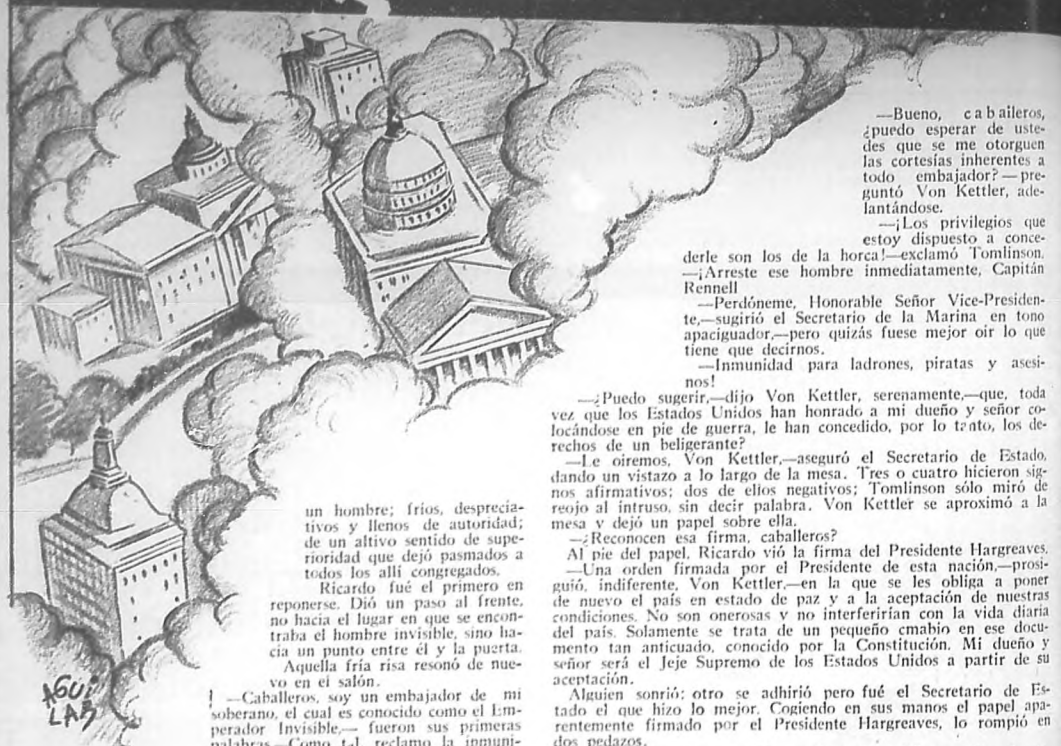 un hombre; fríos, desprecia-
tivos y llenos de autoridad;
de un altivo sentido de supe-
rioridad que dejó pasmados a
todos los allí congregados.
Ricardo fué el primero en
reponerse. Dió un paso al frente,
no hacia el lugar en que se encon-
traba el hombre invisible, sino ha-
cia un punto entre él y la puerta.
Aquella fría risa resonó de nue-
vo en el salón.
—Caballeros, soy un embajador de mi
soberano, el cual es conocido como el Em-
perador Invisible,— fueron sus primeras
palabras.—Como tal, reclamo la inmuni-
—Bueno, cabaileros,
¿puedo esperar de uste-
des que se me otorguen
las cortesías inherentes a
todo embajador?—pre-
guntó Von Kettler, ade-
lantándose.
—¡Los privilegios que
estoy dispuesto a conce-
derle son los de la horca!—exclamó Tomlinson.
—¡Arreste ese hombre inmediatamente, Capitán
Rennell
—Perdóneme, Honorable Señor Vice-Presiden-
te,—sugirió el Secretario de la Marina en tono
apaciguador,—pero quizás fuese mejor oir lo que
tiene que decirnos.
—Inmunidad para ladrones, piratas y asesi-
nos!
—¿Puedo sugerir,—dijo Von Kettler, serenamente,—que, toda
vez que los Estados Unidos han honrado a mi dueño y señor co-
locándose en pie de guerra, le han concedido, por lo tanto, los de-
rechos de un beligerante?
—Le oiremos, Von Kettler,—aseguró el Secretario de Estado,
dando un vistazo a lo largo de la mesa. Tres o cuatro hicieron sig-
nos afirmativos; dos de elios negativos; Tomlinson sólo miró de
reojo al intruso, sin decir palabra. Von Kettler se aproximó a la
mesa y dejó un papel sobre ella.
—¿Reconocen esa firma, caballeros?
Al pie del papel, Ricardo vió la firma del Presidente Hargreaves.
—Una orden firmada por el Presidente de esta nación,—prosi-
guió, indiferente, Von Kettler,—en la que se les obliga a poner
de nuevo el país en estado de paz y a la aceptación de nuestras
condiciones. No son onerosas y no interferirían con la vida diaria
del país. Solamente se trata de un pequeño cmabio en ese docu-
mento tan anticuado, conocido por la Constitución. Mi dueño y
señor será el Jeje Supremo de los Estados Unidos a partir de su
aceptación.
Alguien sonrió; otro se adhirió pero fué el Secretario de Es-
tado el que hizo lo mejor. Cogiendo en sus manos el papel apa-
rentemente firmado por el Presidente Hargreaves, lo rompió en
dos pedazos.
AGUI
LAR